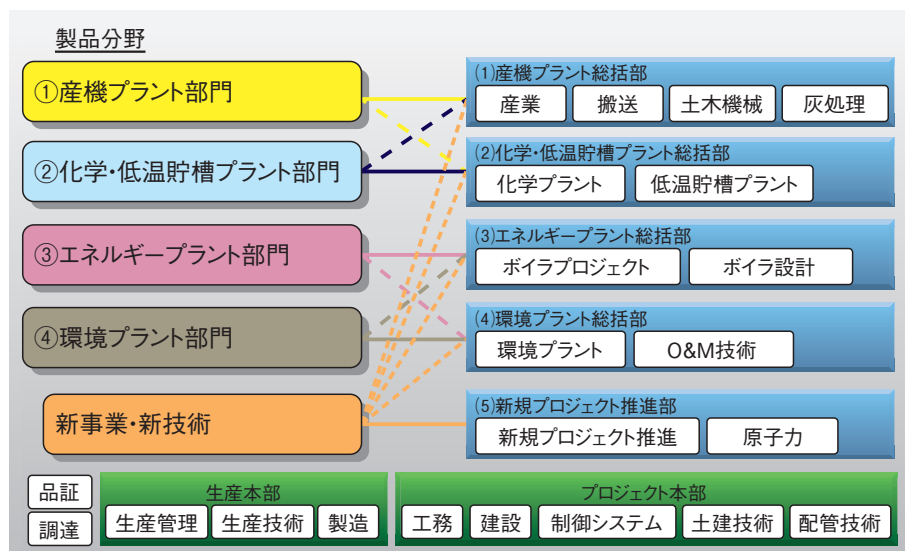 製品分野
①産機プラント部門
(1)産機プラント総括部
産業 搬送 土木機械 灰処理
②化学・低温貯槽プラント部門
(2)化学・低温貯槽プラント総括部
化学プラント 低温貯槽プラント
③エネルギープラント部門
(3)エネルギープラント総括部
ボイラプロジェクト ボイラ設計
④環境プラント部門
(4)環境プラント総括部
環境プラント O&M技術
新事業・新技術
(5)新規プロジェクト推進部
新規プロジェクト推進 原子力
品証
調達
生産本部
生産管理 生産技術 製造
プロジェクト本部
工務 建設 制御システム 土建技術 配管技術